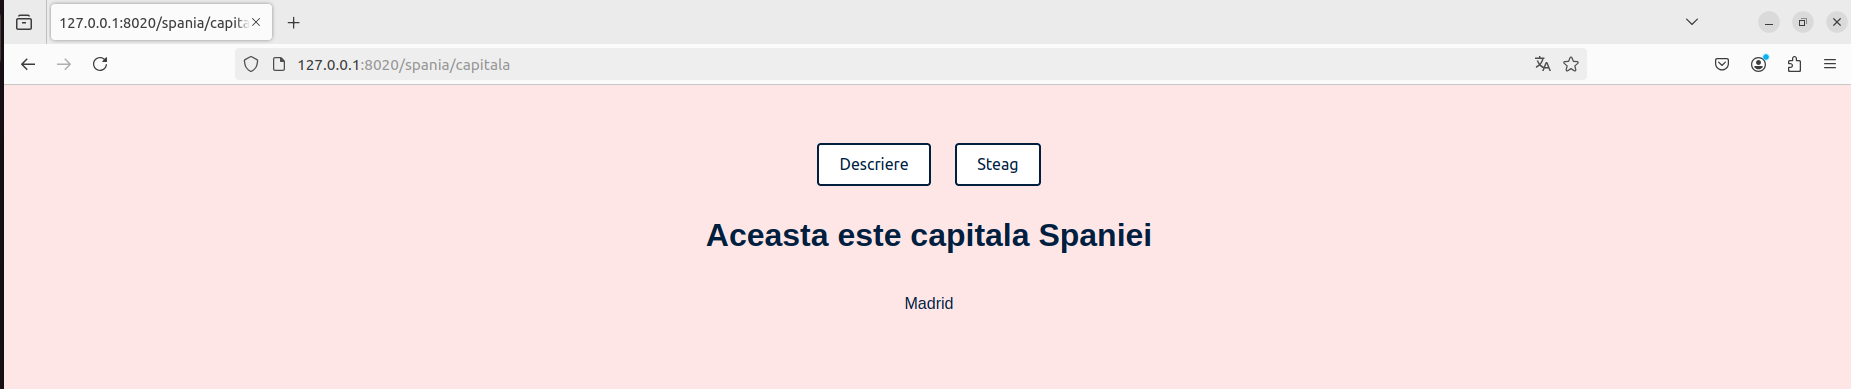 127.0.0.1:8020/spania/capita
127.0.0.1:8020/spania/capitala
Descriere Steag
Aceasta este capitala Spaniei
Madrid